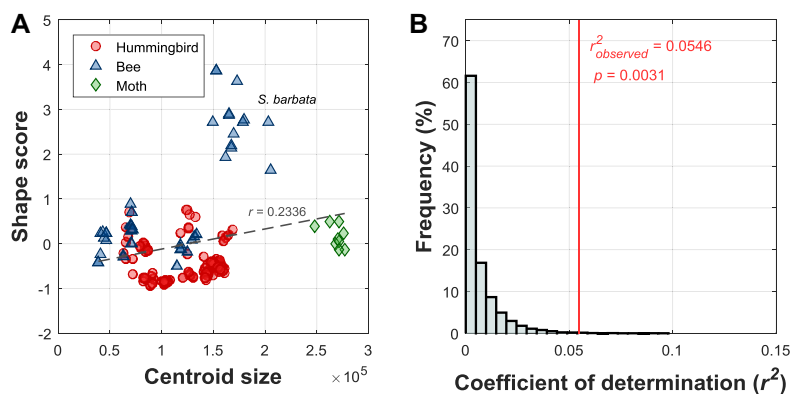 A
Hummingbird
Bee
Moth
S. barbata
r = 0.2336
Shape score
5
4
3
2
1
0
-1
-2
0
0.5
1
1.5
2
2.5
3
Centroid size
×10^5
B
r^2_observed = 0.0546
p = 0.0031
Frequency (%)
70
60
50
40
30
20
10
0
0
0.05
0.1
0.15
Coefficient of determination (r^2)